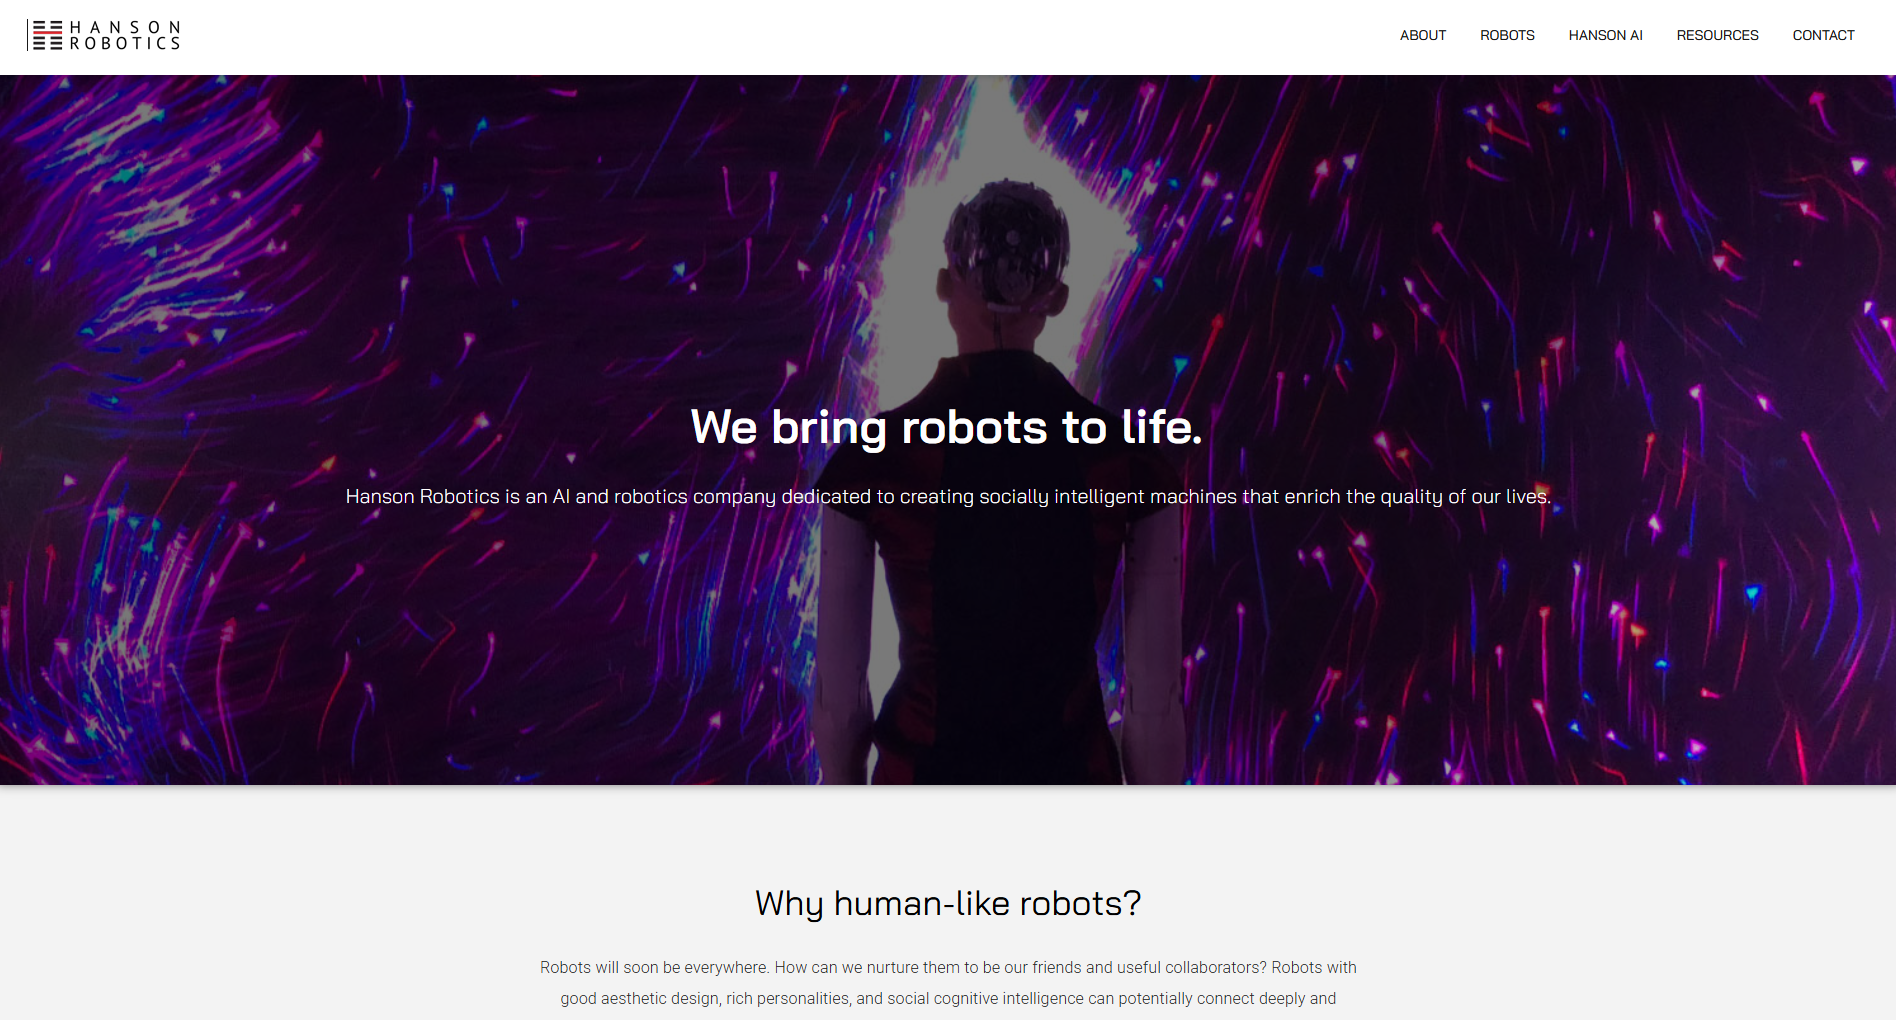 HANSON
ROBOTICS
ABOUT ROBOTS HANSON AI RESOURCES CONTACT
We bring robots to life.
Hanson Robotics is an AI and robotics company dedicated to creating socially intelligent machines that enrich the quality of our lives.
Why human-like robots?
Robots will soon be everywhere. How can we nurture them to be our friends and useful collaborators? Robots with
good aesthetic design, rich personalities, and social cognitive intelligence can potentially connect deeply and